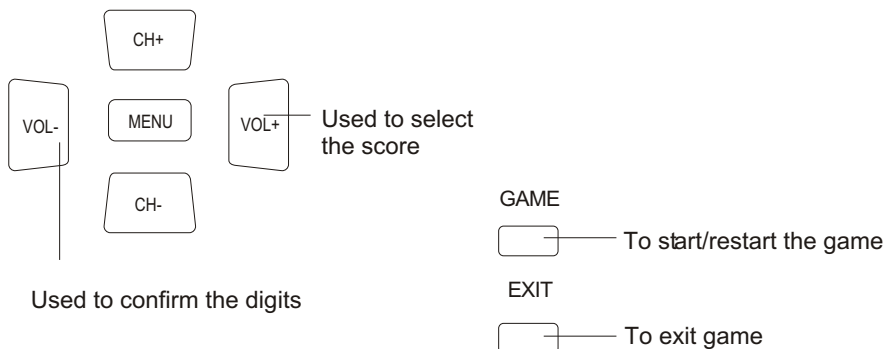 CH+
VOL-
MENU
VOL+
Used to select
the score
CH-
GAME
To start/restart the game
Used to confirm the digits
EXIT
To exit game